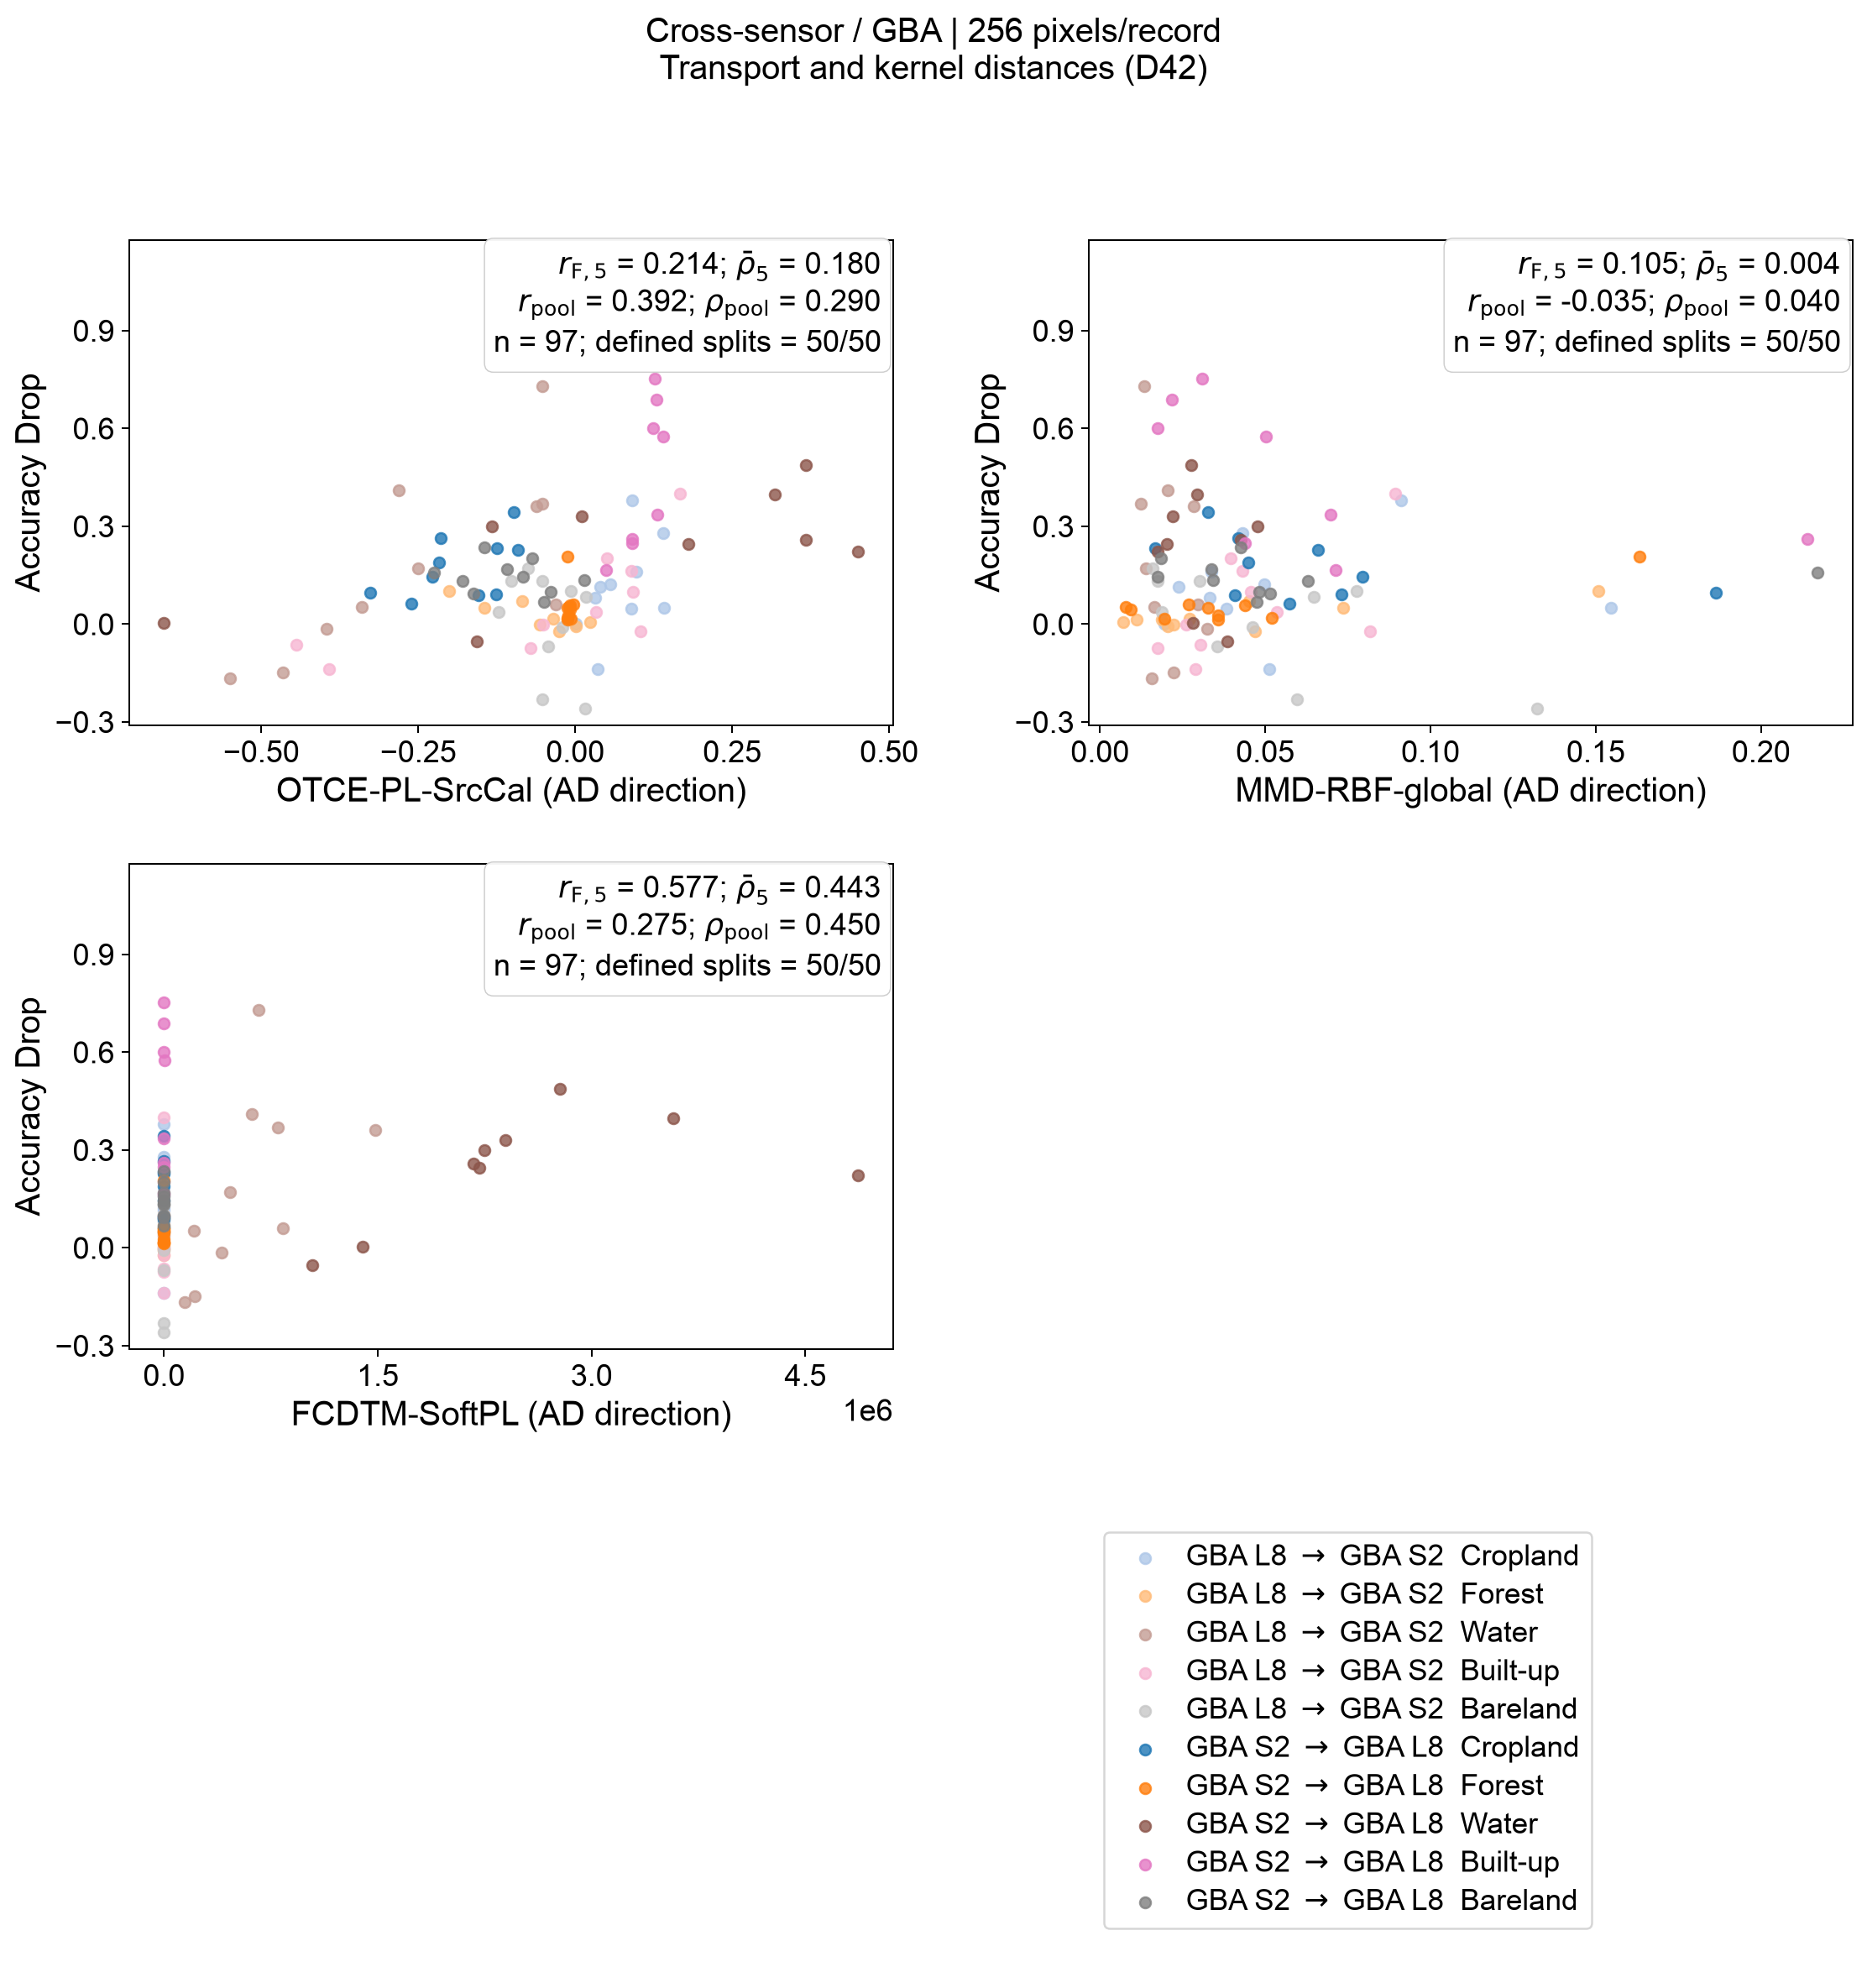 Cross-sensor / GBA | 256 pixels/record
Transport and kernel distances (D42)
r_F,5 = 0.214; ρ̄_5 = 0.180
r_pool = 0.392; ρ_pool = 0.290
n = 97; defined splits = 50/50
Accuracy Drop
0.9
0.6
0.3
0.0
−0.3
−0.50 −0.25 0.00 0.25 0.50
OTCE-PL-SrcCal (AD direction)
r_F,5 = 0.105; ρ̄_5 = 0.004
r_pool = -0.035; ρ_pool = 0.040
n = 97; defined splits = 50/50
Accuracy Drop
0.9
0.6
0.3
0.0
−0.3
0.00 0.05 0.10 0.15 0.20
MMD-RBF-global (AD direction)
r_F,5 = 0.577; ρ̄_5 = 0.443
r_pool = 0.275; ρ_pool = 0.450
n = 97; defined splits = 50/50
Accuracy Drop
0.9
0.6
0.3
0.0
−0.3
0.0 1.5 3.0 4.5
1e6
FCDTM-SoftPL (AD direction)
GBA L8 → GBA S2 Cropland
GBA L8 → GBA S2 Forest
GBA L8 → GBA S2 Water
GBA L8 → GBA S2 Built-up
GBA L8 → GBA S2 Bareland
GBA S2 → GBA L8 Cropland
GBA S2 → GBA L8 Forest
GBA S2 → GBA L8 Water
GBA S2 → GBA L8 Built-up
GBA S2 → GBA L8 Bareland